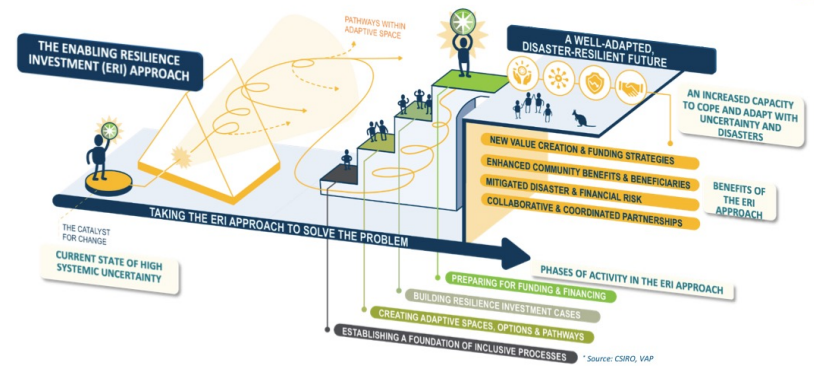 THE ENABLING RESILIENCE
INVESTMENT (ERI) APPROACH
PATHWAYS WITHIN
ADAPTIVE SPACE
A WELL-ADAPTED,
DISASTER-RESILIENT FUTURE
AN INCREASED CAPACITY
TO COPE AND ADAPT WITH
UNCERTAINTY AND
DISASTERS
NEW VALUE CREATION & FUNDING STRATEGIES
ENHANCED COMMUNITY BENEFITS & BENEFICIARIES
MITIGATED DISASTER & FINANCIAL RISK
COLLABORATIVE & COORDINATED PARTNERSHIPS
BENEFITS OF
THE ERI
APPROACH
TAKING THE ERI APPROACH TO SOLVE THE PROBLEM
THE CATALYST
FOR CHANGE
CURRENT STATE OF HIGH
SYSTEMIC UNCERTAINTY
PHASES OF ACTIVITY IN THE ERI APPROACH
PREPARING FOR FUNDING & FINANCING
BUILDING RESILIENCE INVESTMENT CASES
CREATING ADAPTIVE SPACES, OPTIONS & PATHWAYS
ESTABLISHING A FOUNDATION OF INCLUSIVE PROCESSES
* Source: CSIRO, VAP